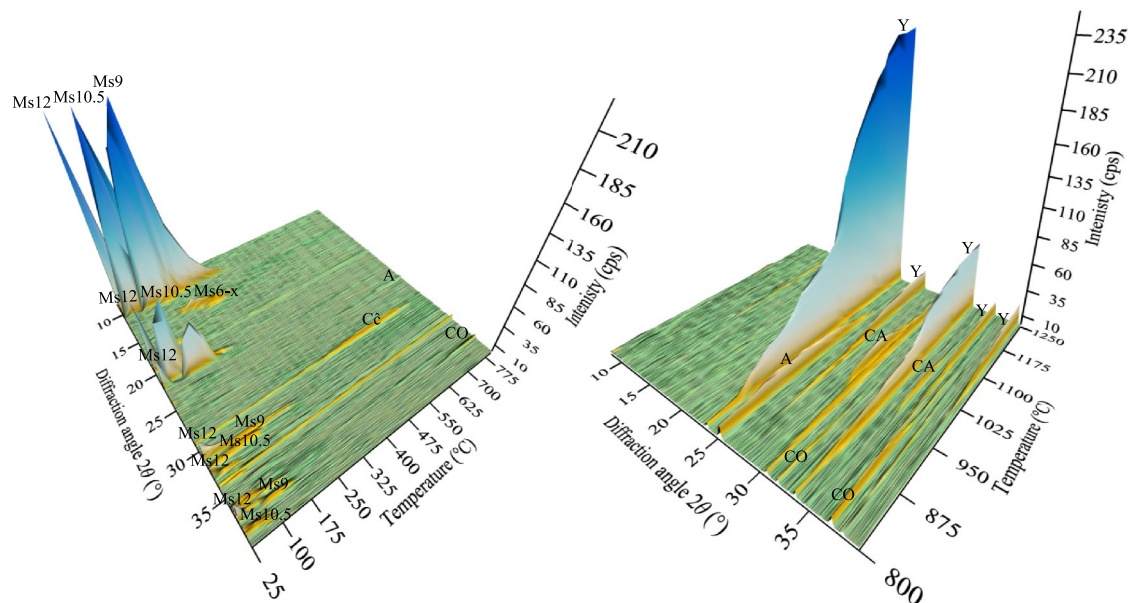 Ms9
Ms12
Ms10.5
Ms12
Ms10.5
Ms6-x
Ms12
A
Cĉ
CO
Ms9
Ms12
Ms10.5
Ms12
Ms9
Ms12
Ms10.5
10
15
20
25
30
35
Diffraction angle 2θ (°)
25
100
175
250
325
400
475
550
625
700
775
Temperature (°C)
10
35
60
85
110
135
160
185
210
Intenisty (cps)
Y
Y
Y
Y
Y
CA
CA
A
CO
CO
10
15
20
25
30
35
Diffraction angle 2θ (°)
800
875
950
1025
1100
1175
1250
Temperature (°C)
10
35
60
85
110
135
160
185
210
235
Intenisty (cps)